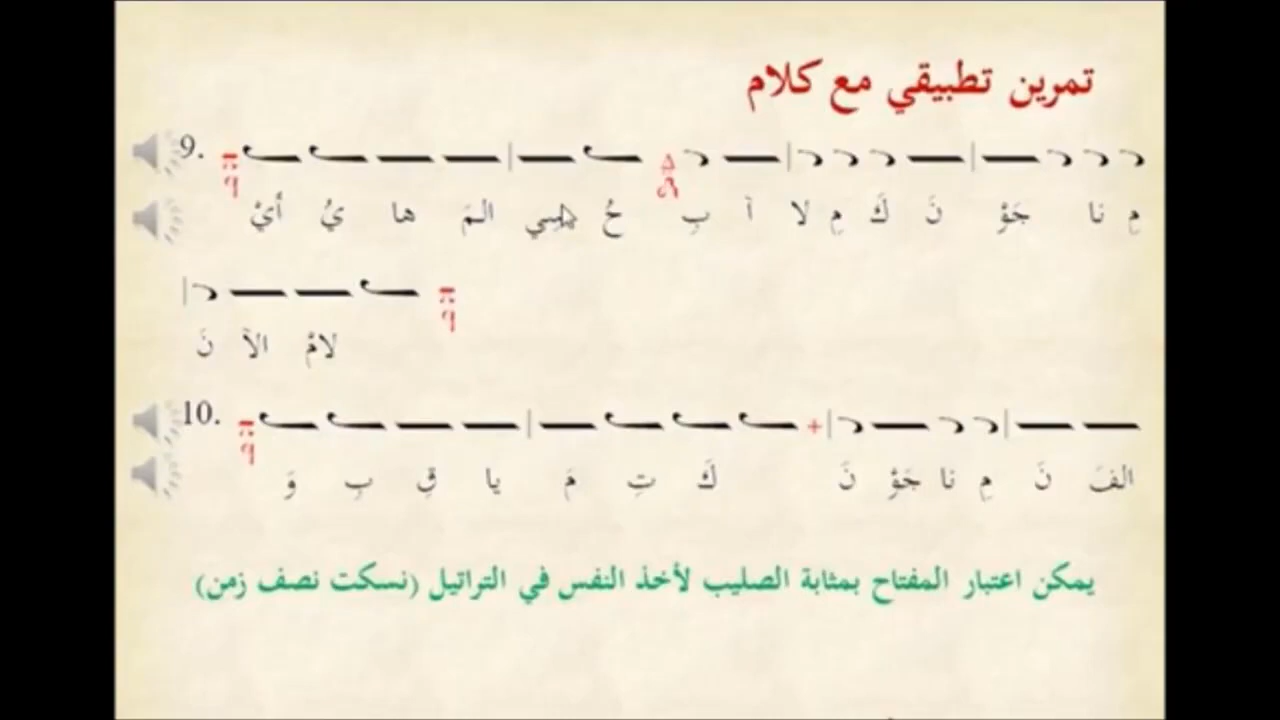 تمرين تطبيقي مع كلام
9.
أيْ يُ ها المَ سي حُ بِ آ لا مِ كَ نَ جَوْ نا مِ
نَ الآ لامْ
10.
وَ بِ قِ يا مَ تِ كَ نَ جَوْ نا مِ نَ الفَ
يمكن اعتبار المفتاح بمثابة الصليب لأخذ النفس في التراتيل (نسكت نصف زمن)